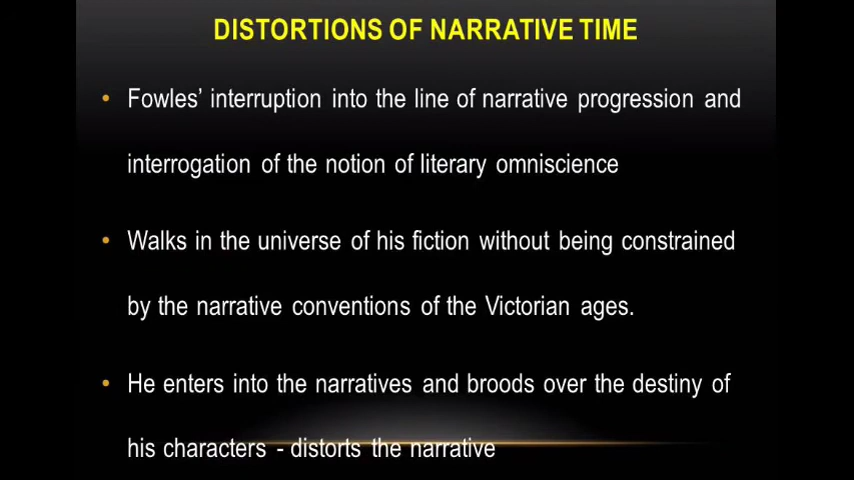 DISTORTIONS OF NARRATIVE TIME
• Fowles’ interruption into the line of narrative progression and
interrogation of the notion of literary omniscience
• Walks in the universe of his fiction without being constrained
by the narrative conventions of the Victorian ages.
• He enters into the narratives and broods over the destiny of
his characters - distorts the narrative